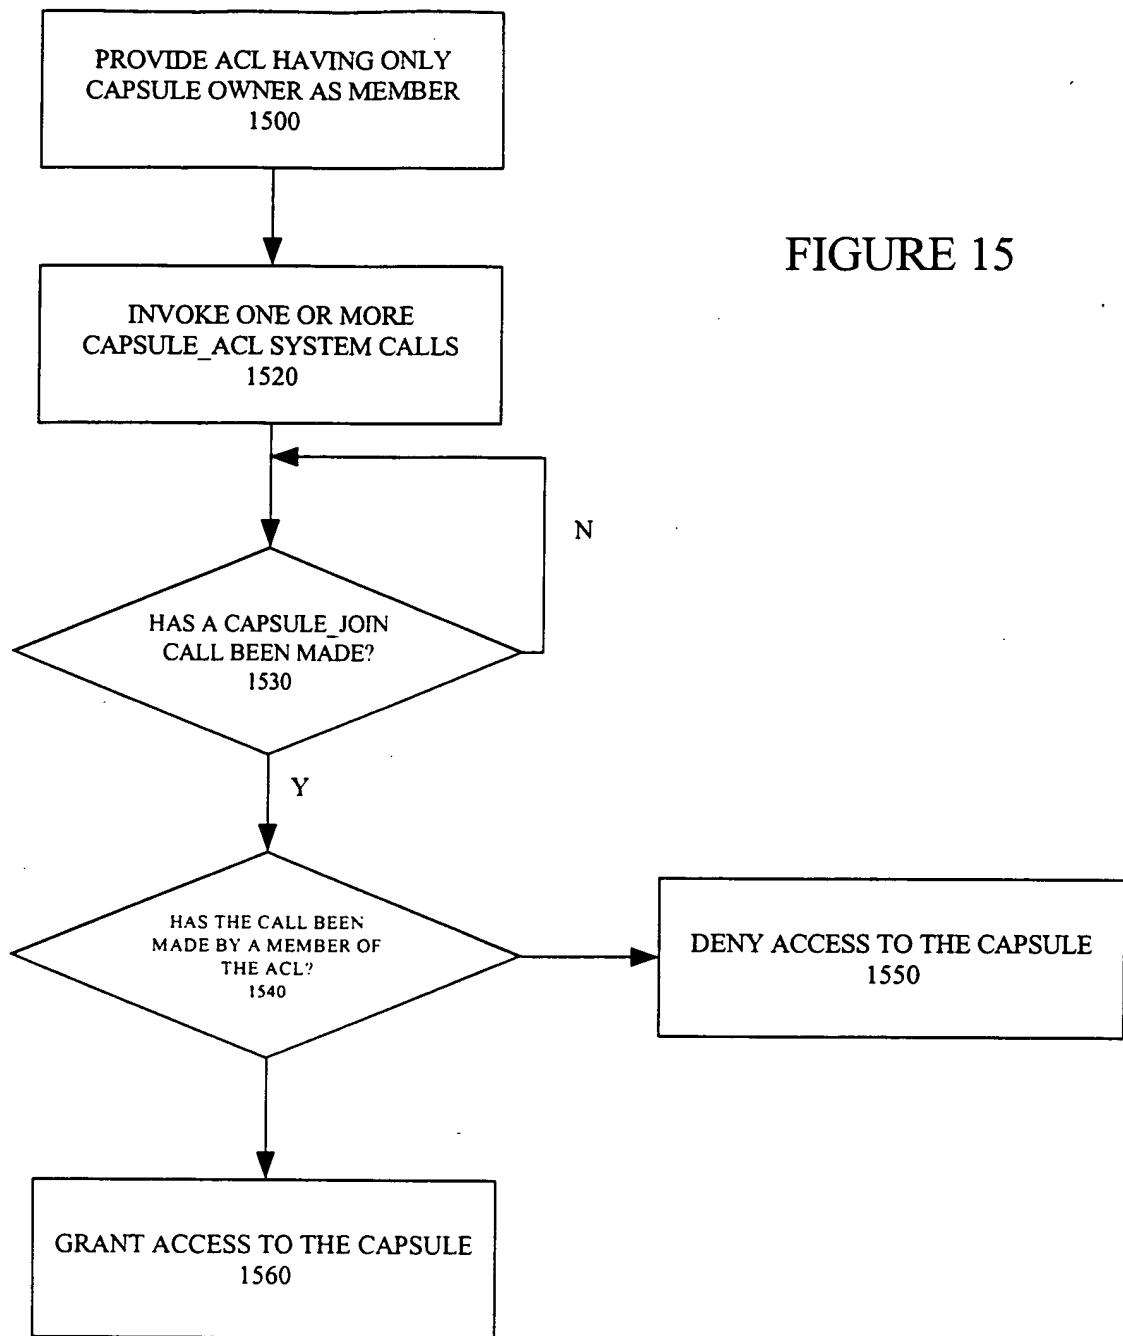 PROVIDE ACL HAVING ONLY
CAPSULE OWNER AS MEMBER
1500
FIGURE 15
INVOKE ONE OR MORE
CAPSULE_ACL SYSTEM CALLS
1520
N
HAS A CAPSULE_JOIN
CALL BEEN MADE?
1530
Y
HAS THE CALL BEEN
MADE BY A MEMBER OF
THE ACL?
1540
DENY ACCESS TO THE CAPSULE
1550
GRANT ACCESS TO THE CAPSULE
1560